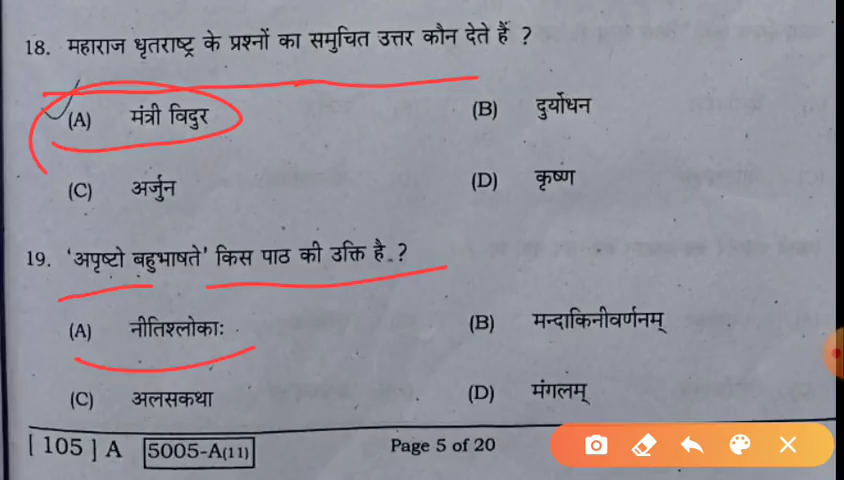 18. महाराज धृतराष्ट्र के प्रश्नों का समुचित उत्तर कौन देते हैं ?
(A) मंत्री विदुर (B) दुर्योधन
(C) अर्जुन (D) कृष्ण
19. 'अपृष्टो बहुभाषते' किस पाठ की उक्ति है ?
(A) नीतिश्लोकाः (B) मन्दाकिनीवर्णनम्
(C) अलसकथा (D) मंगलम्
[ 105 ] A 5005-A(11) Page 5 of 20